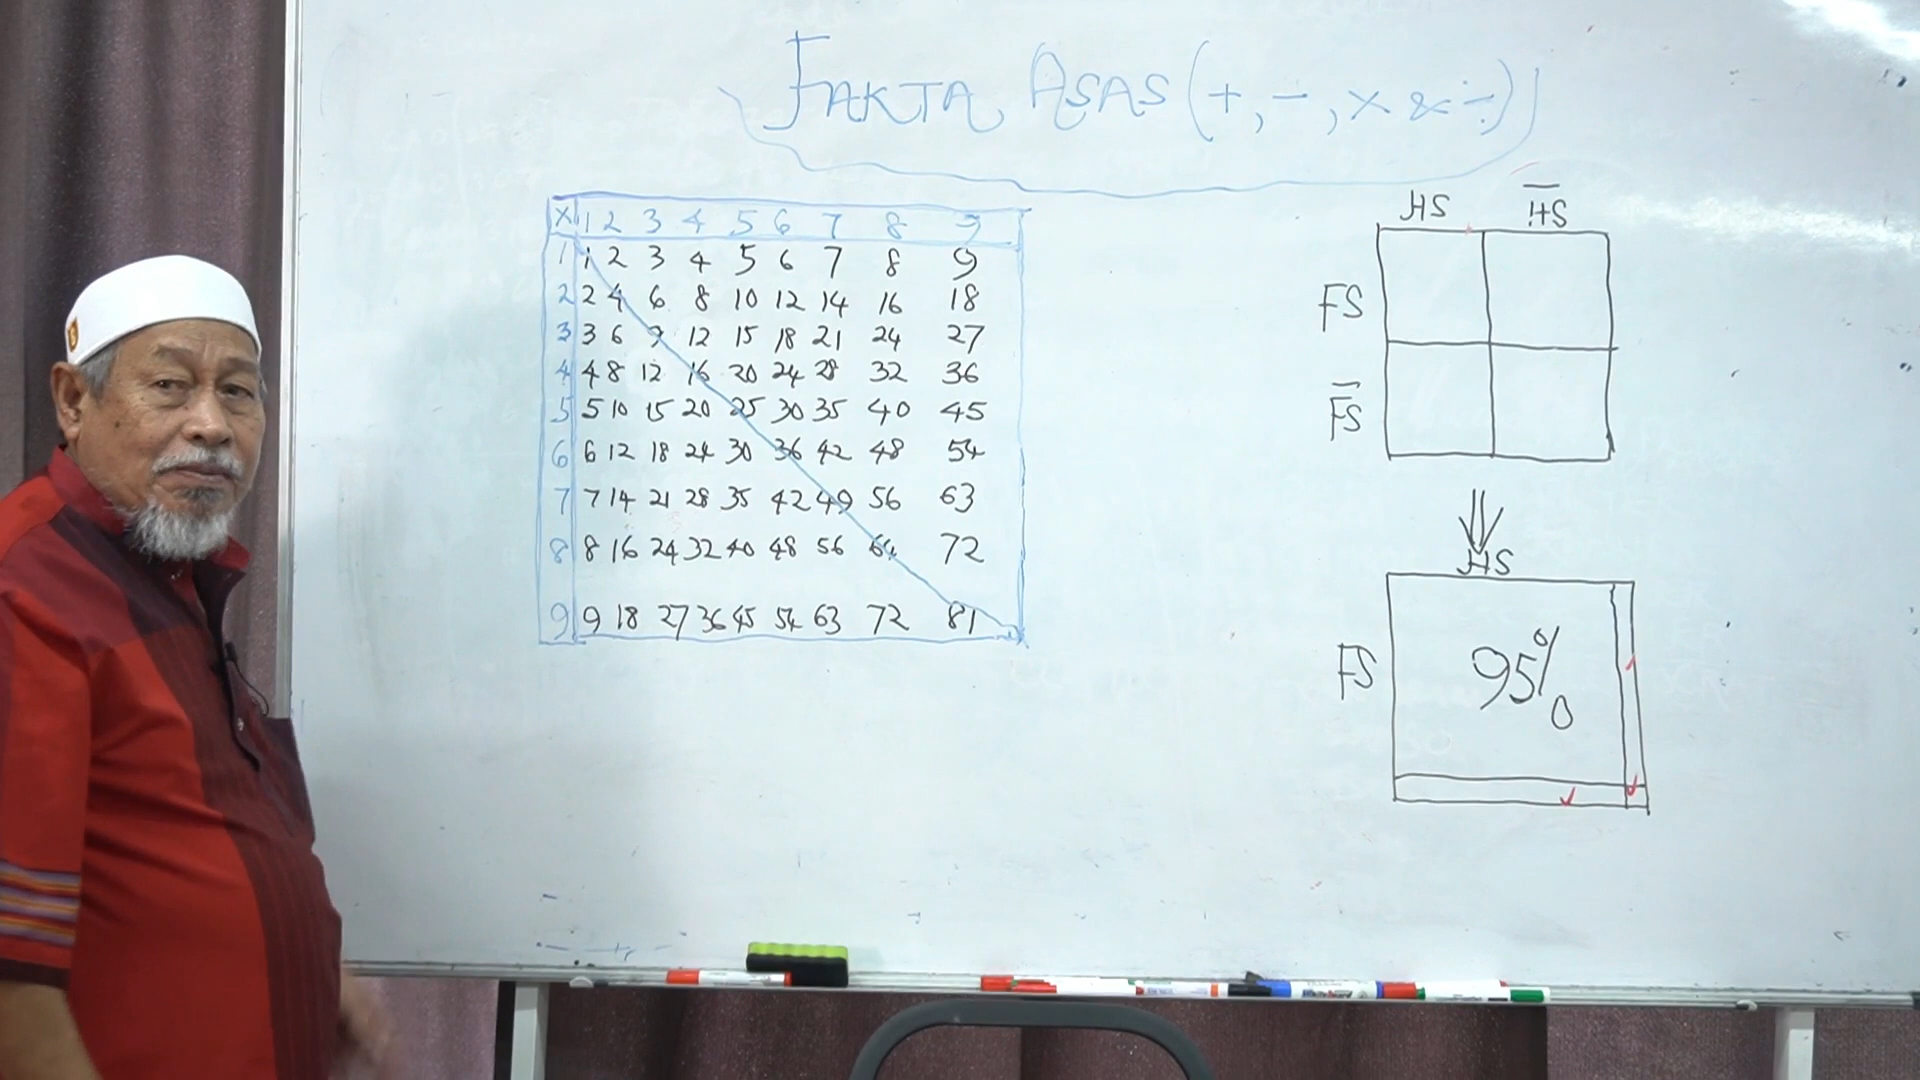 FAKTA ASAS (+, -, × & ÷)
× 1 2 3 4 5 6 7 8 9
1 1 2 3 4 5 6 7 8 9
2 2 4 6 8 10 12 14 16 18
3 3 6 9 12 15 18 21 24 27
4 4 8 12 16 20 24 28 32 36
5 5 10 15 20 25 30 35 40 45
6 6 12 18 24 30 36 42 48 54
7 7 14 21 28 35 42 49 56 63
8 8 16 24 32 40 48 56 64 72
9 9 18 27 36 45 54 63 72 81
HS H̅S̅
FS
F̅S̅
HS
FS 95%